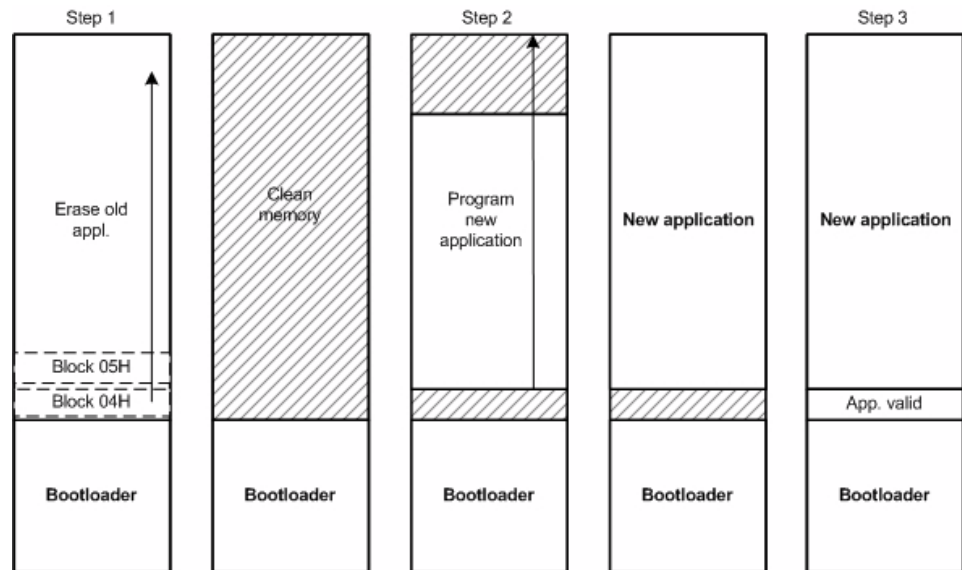 Step 1
Step 2
Step 3
Erase old
appl.
Block 05H
Block 04H
Bootloader
Clean
memory
Bootloader
Program
new
application
Bootloader
New application
Bootloader
New application
App. valid
Bootloader